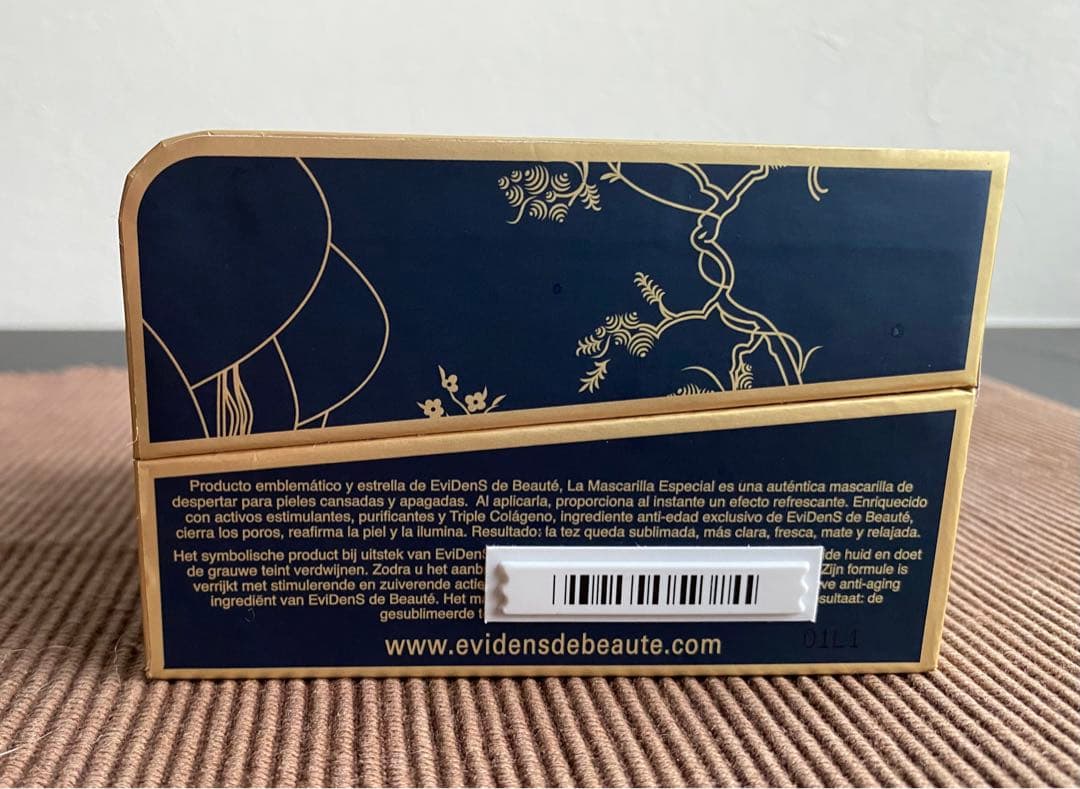 Producto emblemático y estrella de EviDenS de Beauté, La Mascarilla Especial es una auténtica mascarilla de
despertar para pieles cansadas y apagadas. Al aplicarla, proporciona al instante un efecto refrescante. Enriquecido
con activos estimulantes, purificantes y Triple Colágeno, ingrediente anti-edad exclusivo de EviDenS de Beauté,
cierra los poros, reafirma la piel y la ilumina. Resultado: la tez queda sublimada, más clara, fresca, mate y relajada.
Het symbolische product bij uitstek van EviDenS de huid en doet
de grauwe teint verdwijnen. Zodra u het aanb Zijn formule is
verrijkt met stimulerende en zuiverende actie ve anti-aging
ingrediënt van EviDenS de Beauté. Het m sultaat: de
gesublimeerde t
www.evidensdebeaute.com
01L1